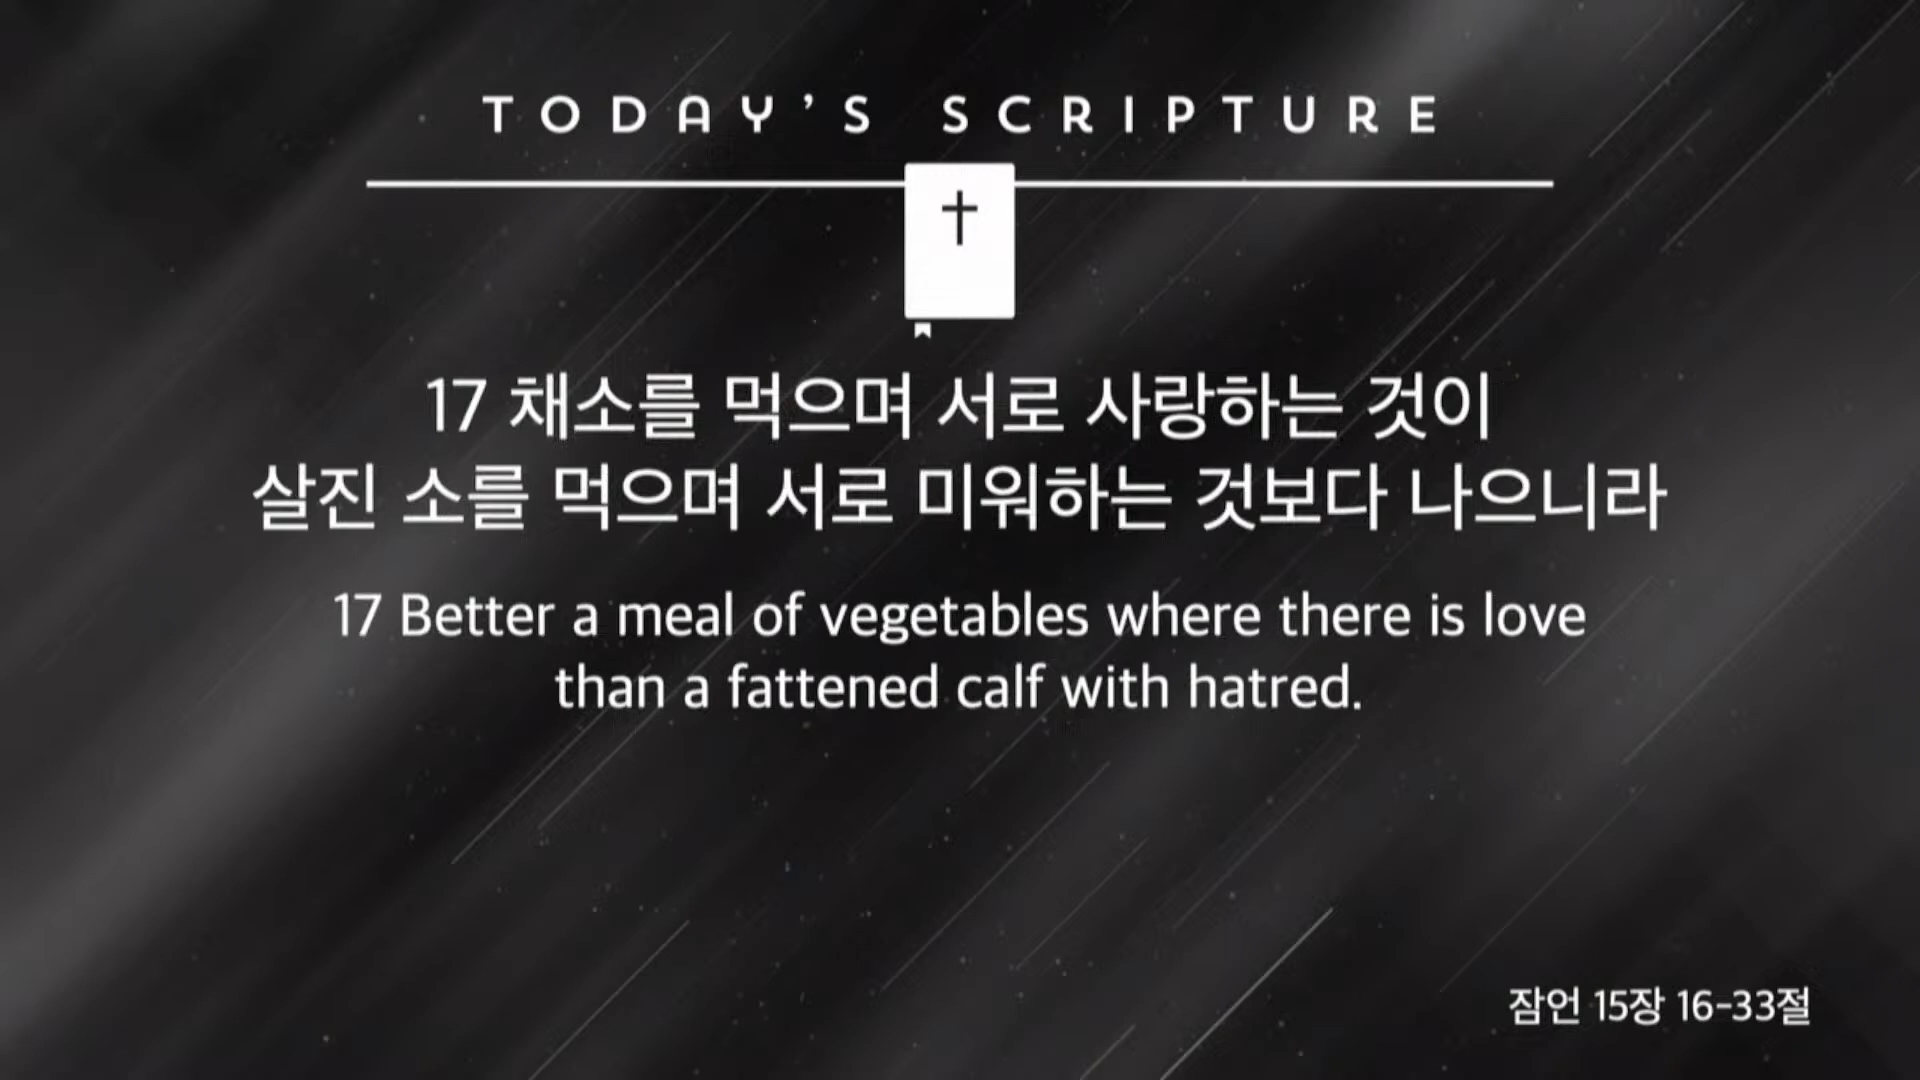 TODAY'S SCRIPTURE
17 채소를 먹으며 서로 사랑하는 것이
살진 소를 먹으며 서로 미워하는 것보다 나으니라
17 Better a meal of vegetables where there is love
than a fattened calf with hatred.
잠언 15장 16-33절